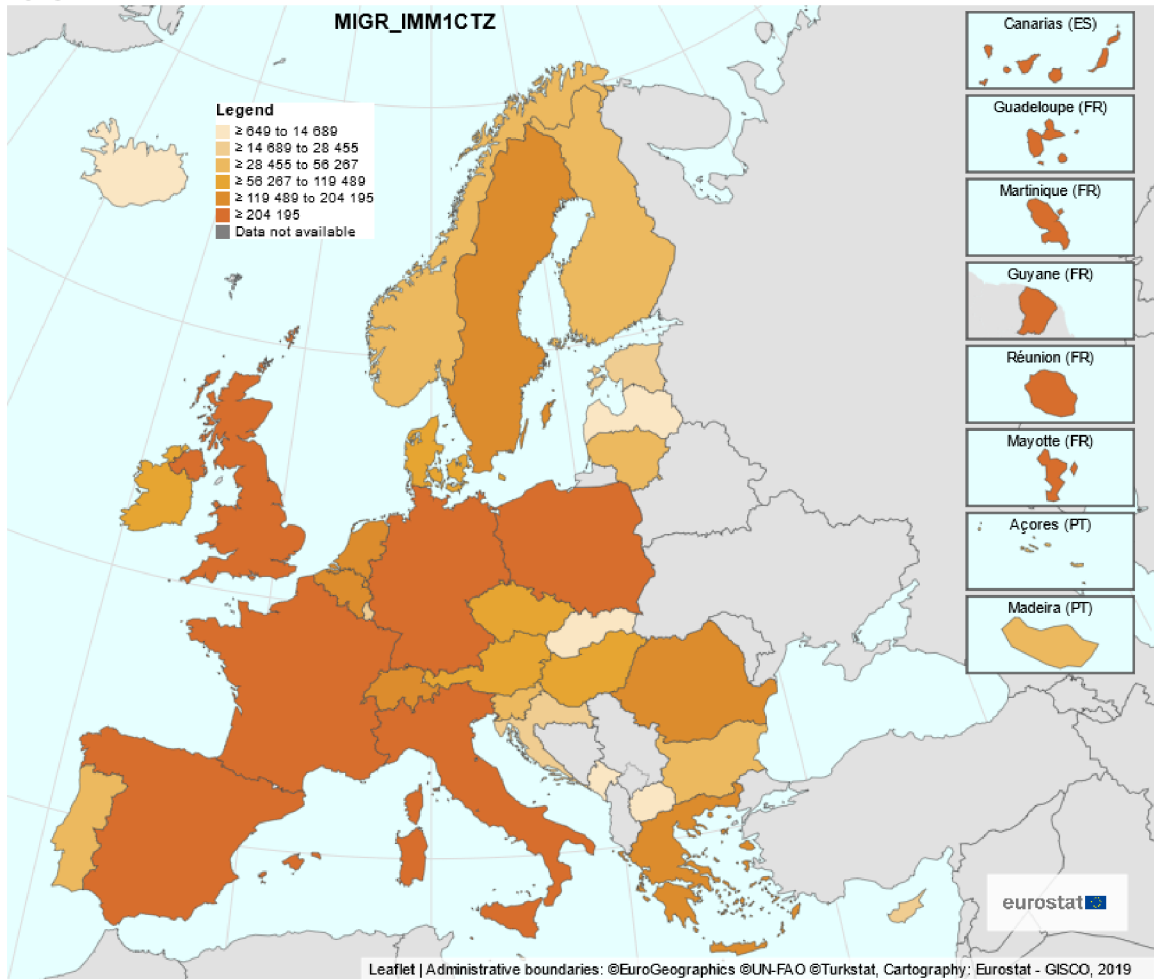 MIGR_IMM1CTZ
Legend
≥ 649 to 14 689
≥ 14 689 to 28 455
≥ 28 455 to 56 267
≥ 56 267 to 119 489
≥ 119 489 to 204 195
≥ 204 195
Data not available
Canarias (ES)
Guadeloupe (FR)
Martinique (FR)
Guyane (FR)
Réunion (FR)
Mayotte (FR)
Açores (PT)
Madeira (PT)
eurostat
Leaflet | Administrative boundaries: ©EuroGeographics ©UN-FAO ©Turkstat, Cartography: Eurostat - GISCO, 2019